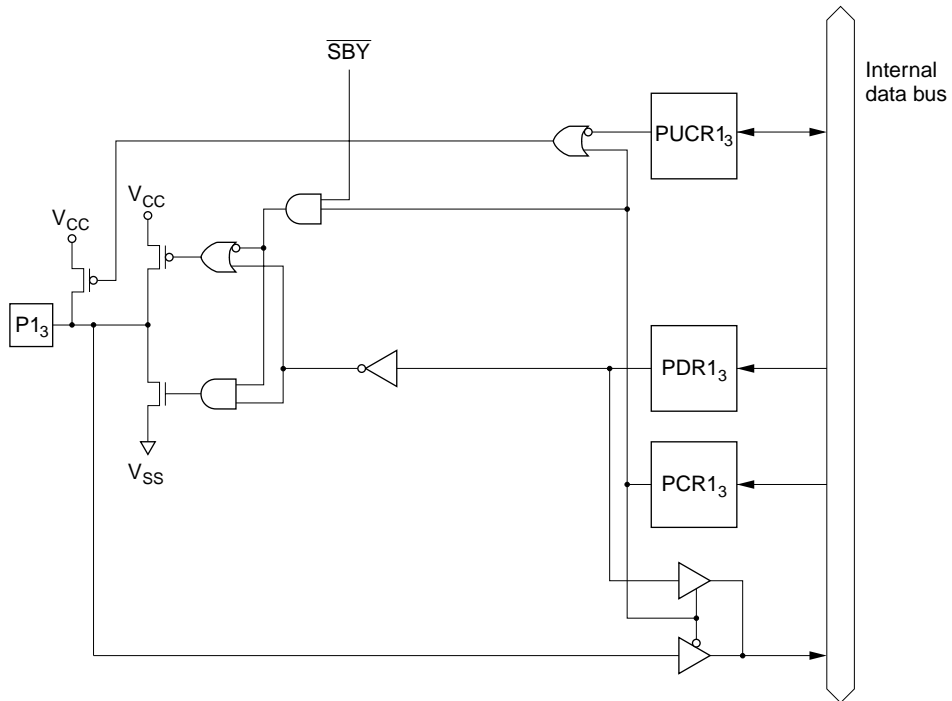 SBY
Internal
data bus
PUCR1₃
V_CC
V_CC
P1₃
PDR1₃
V_SS
PCR1₃